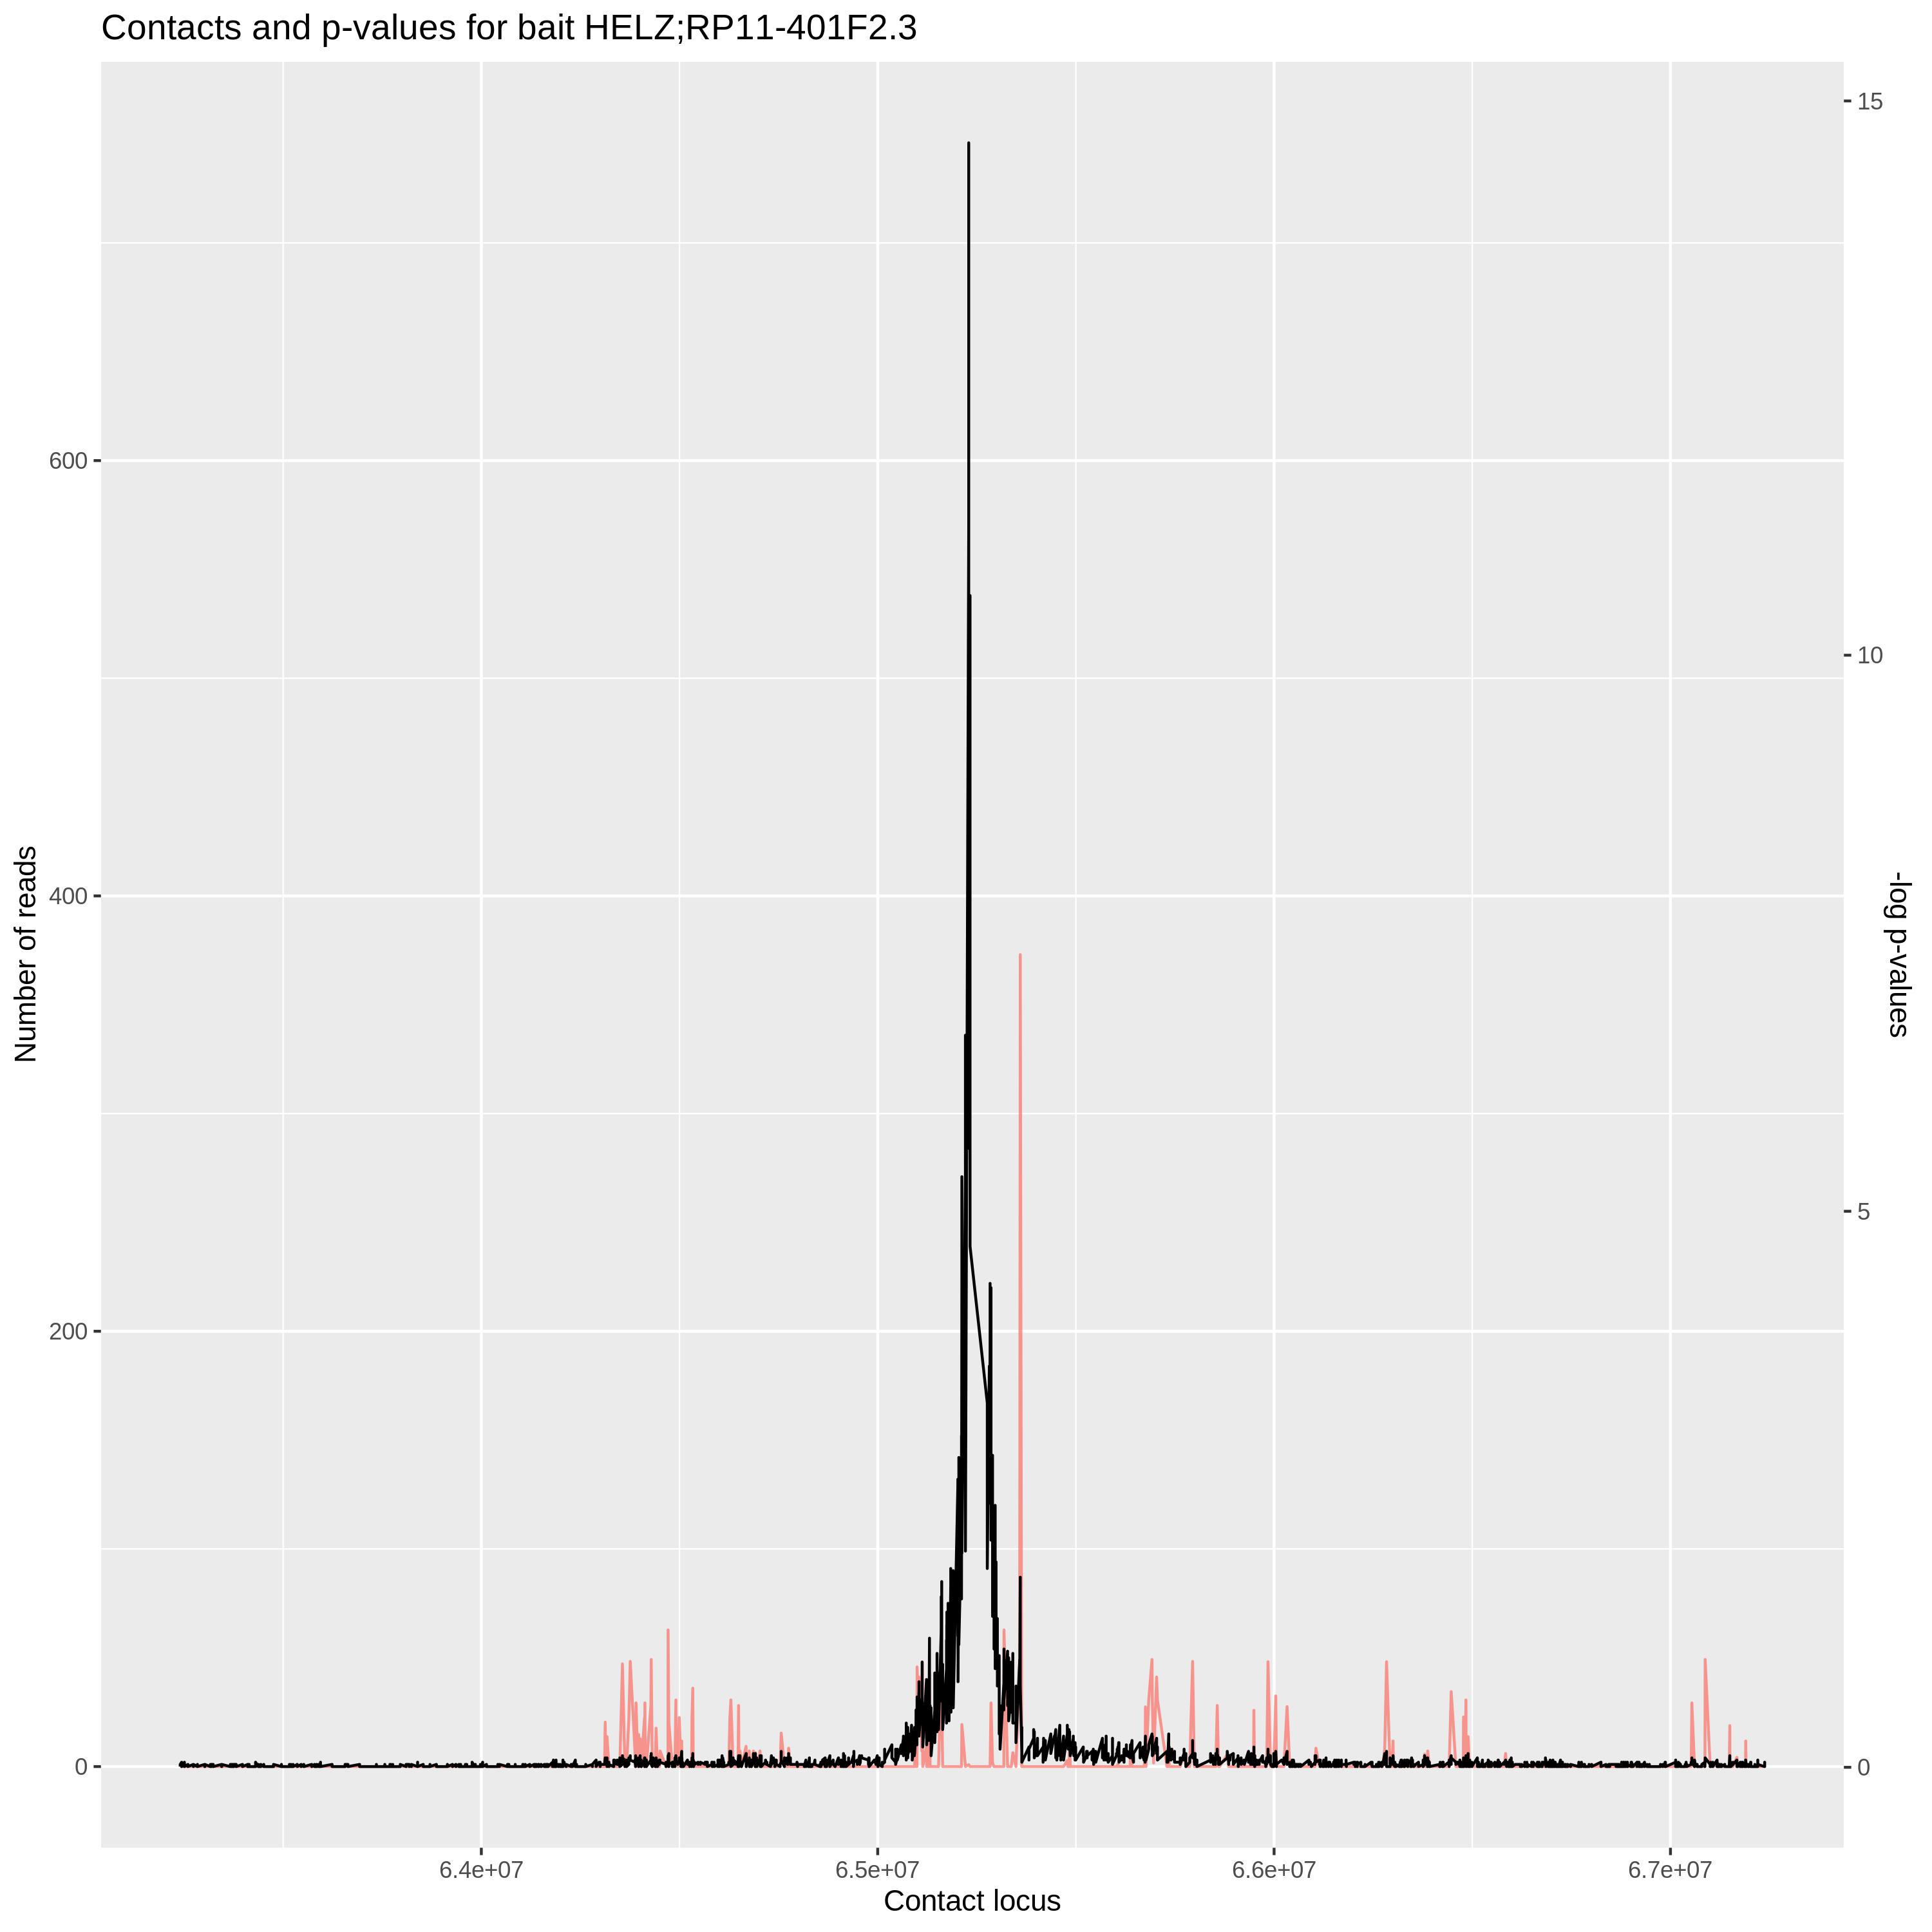 Contacts and p-values for bait HELZ;RP11-401F2.3
15
600
10
Number of reads
400
-log p-values
5
200
0
0
6.4e+07
6.5e+07
6.6e+07
6.7e+07
Contact locus